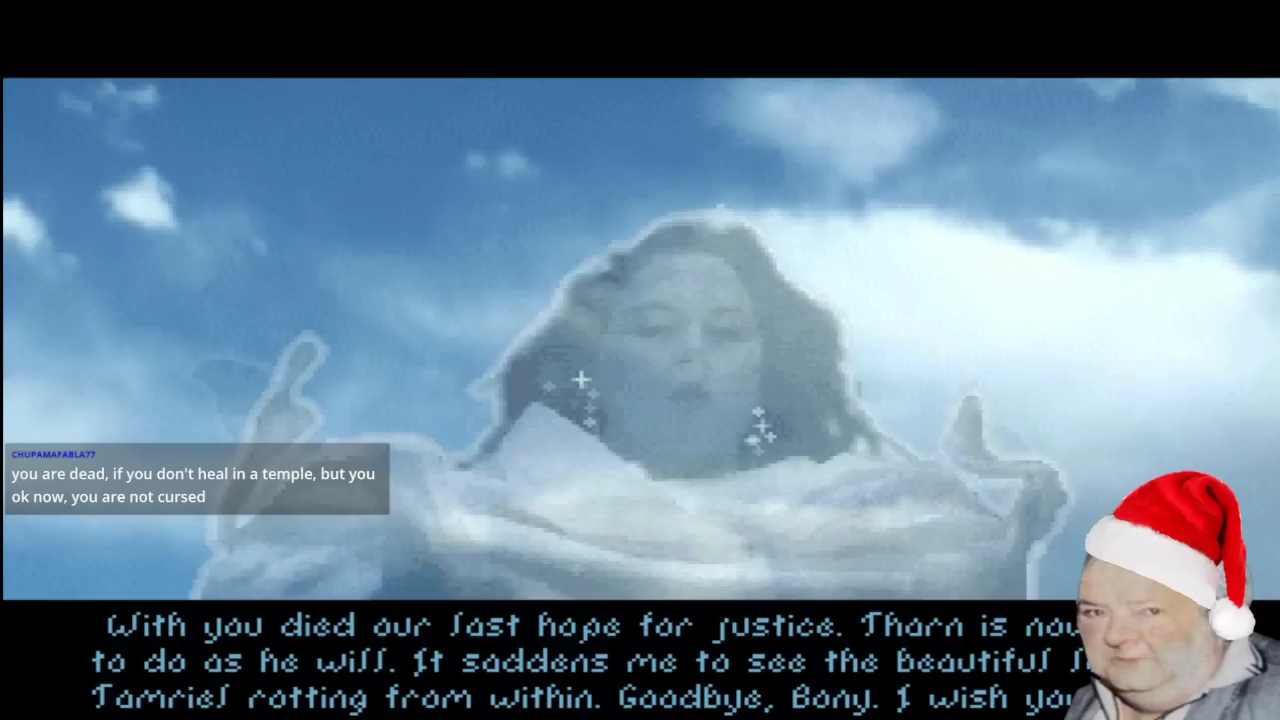 CHUPAMAFABLA77
you are dead, if you don't heal in a temple, but you
ok now, you are not cursed
With you died our last hope for justice. Tharn is
to do as he will. It saddens me to see the beautiful
Tamriel rotting from within. Goodbye, Bony. I wish